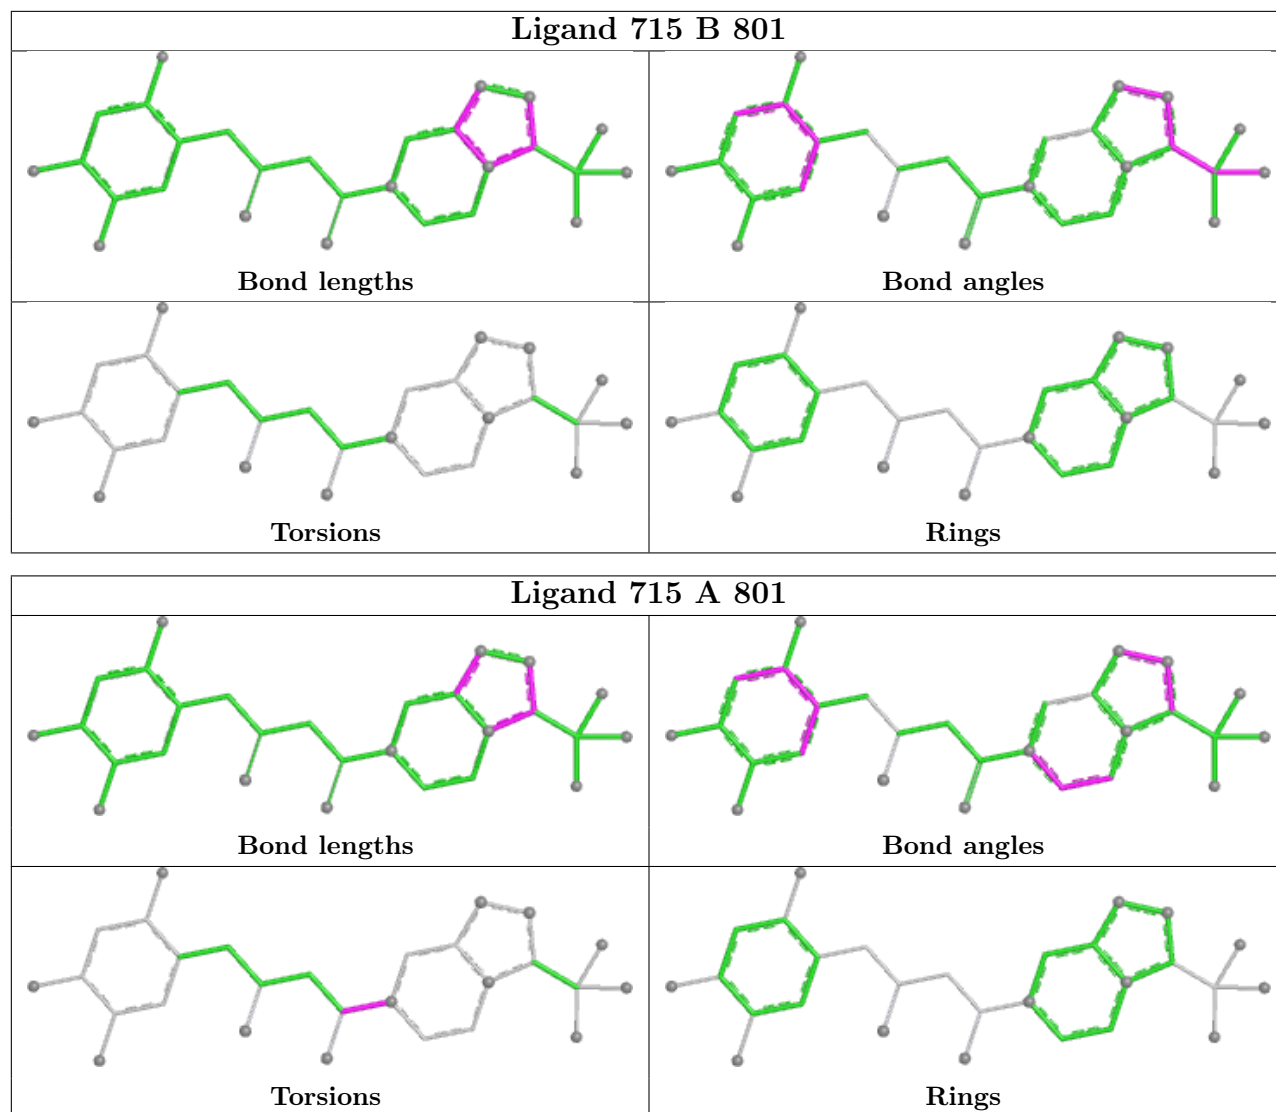 Ligand 715 B 801
Bond lengths
Bond angles
Torsions
Rings
Ligand 715 A 801
Bond lengths
Bond angles
Torsions
Rings